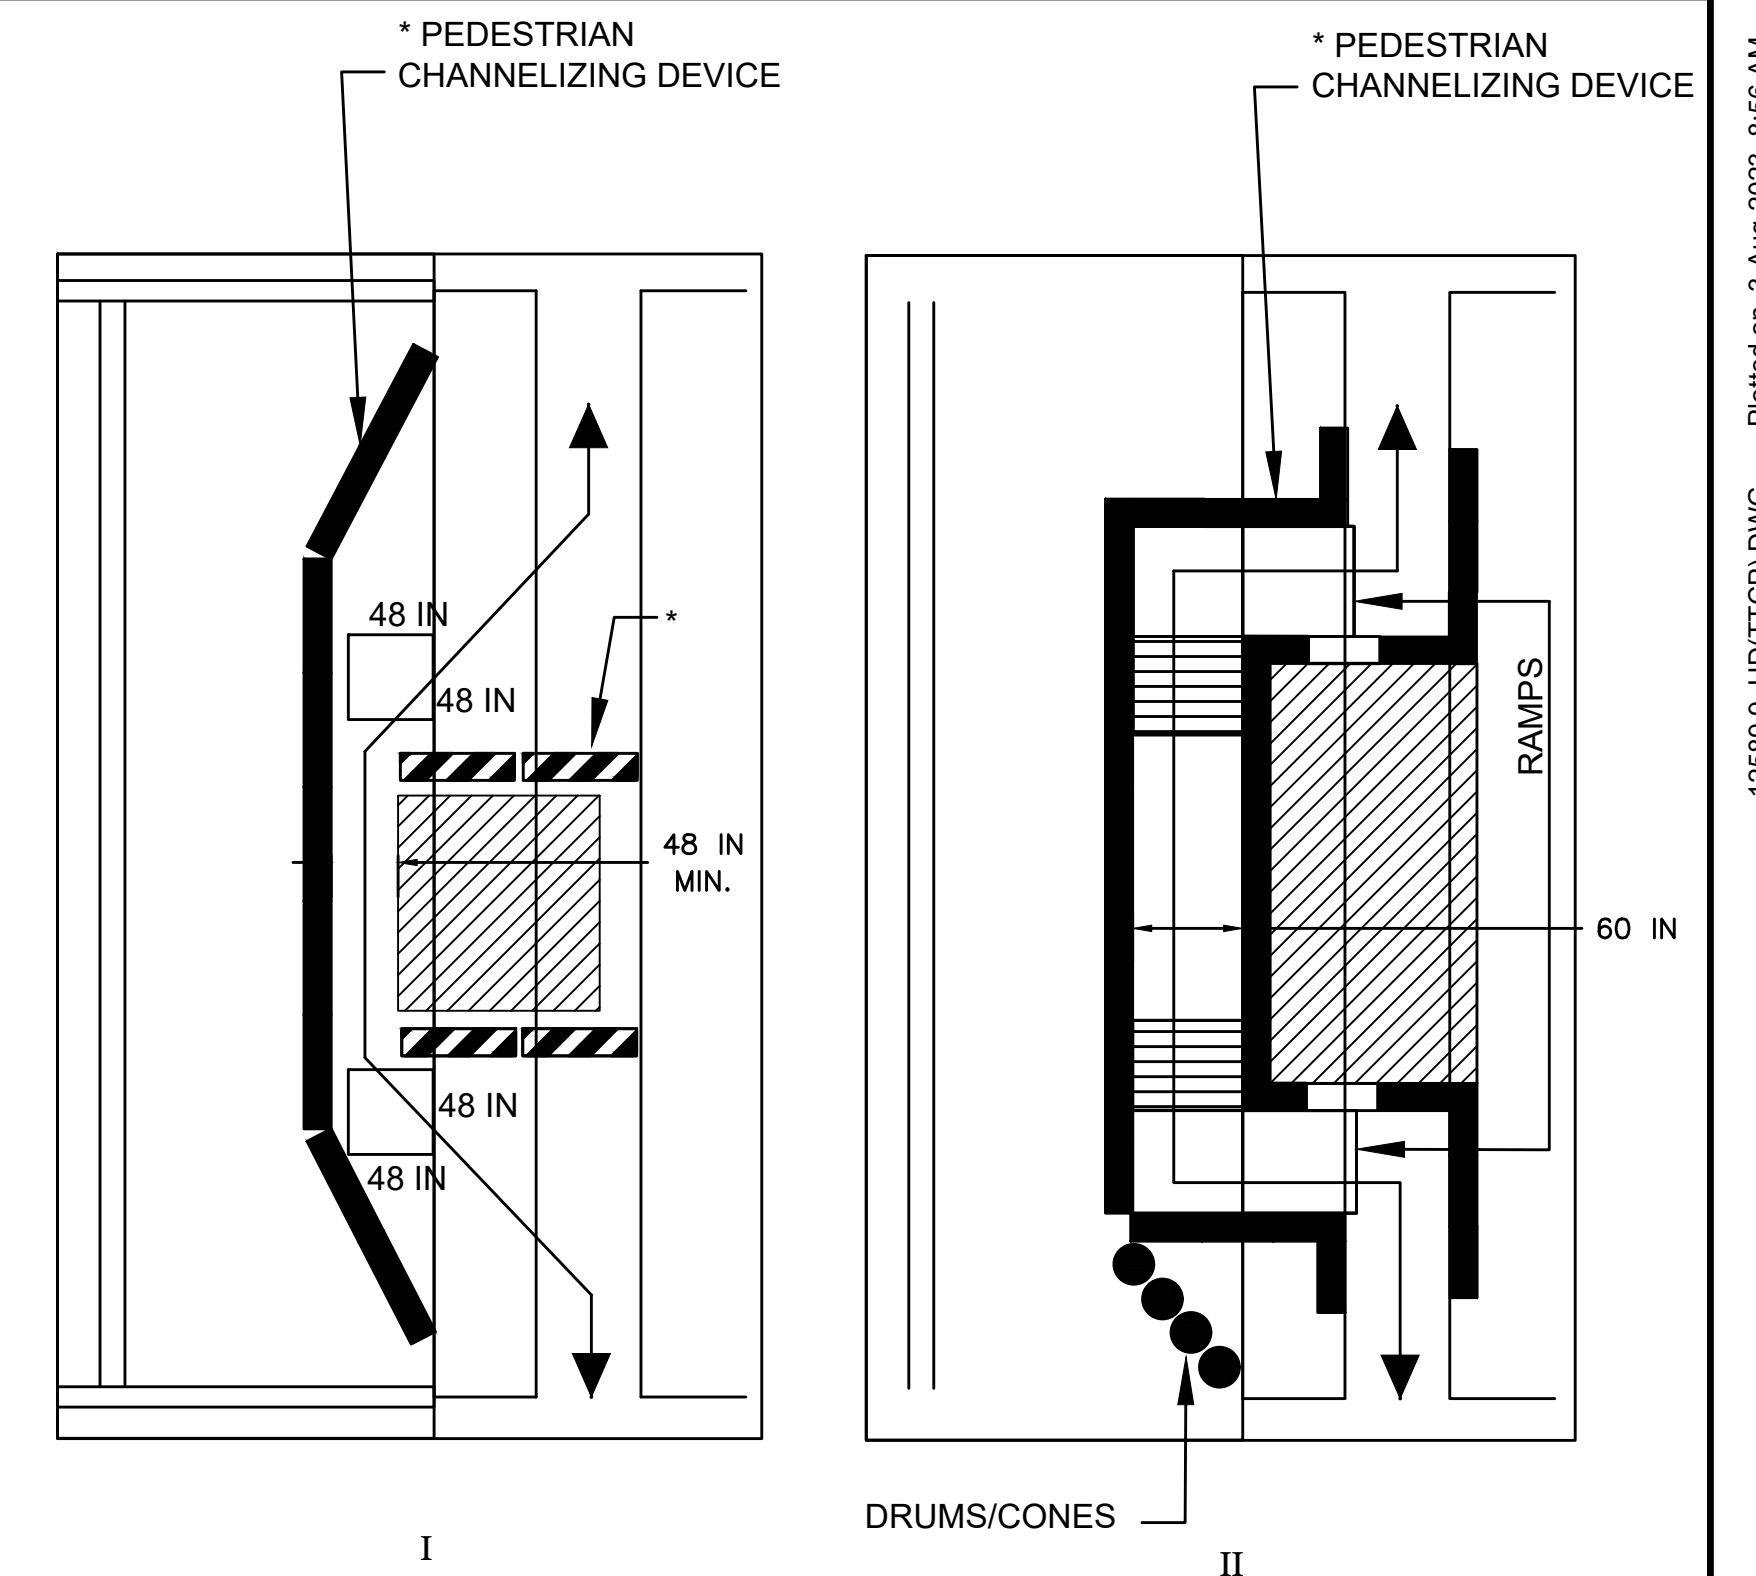 * PEDESTRIAN
CHANNELIZING DEVICE
* PEDESTRIAN
CHANNELIZING DEVICE
48 IN
48 IN
*
48 IN
MIN.
48 IN
48 IN
RAMPS
60 IN
DRUMS/CONES
I
II